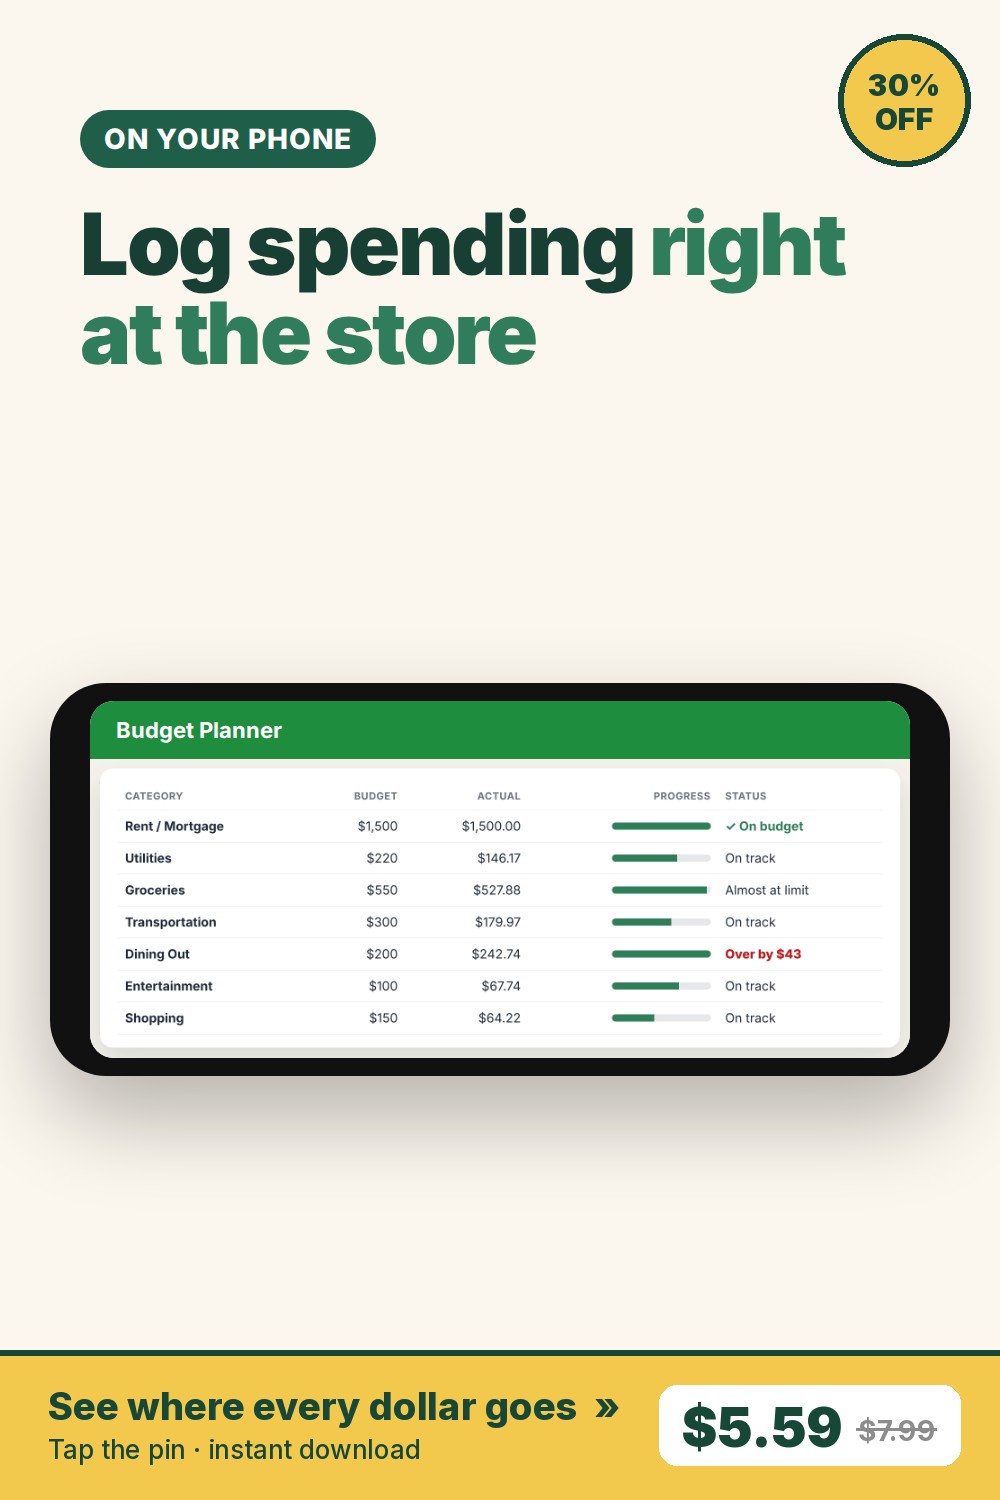 30%
OFF
ON YOUR PHONE
Log spending right
at the store
Budget Planner
CATEGORY BUDGET ACTUAL PROGRESS STATUS
Rent / Mortgage $1,500 $1,500.00 ✓ On budget
Utilities $220 $146.17 On track
Groceries $550 $527.88 Almost at limit
Transportation $300 $179.97 On track
Dining Out $200 $242.74 Over by $43
Entertainment $100 $67.74 On track
Shopping $150 $64.22 On track
See where every dollar goes »
Tap the pin · instant download
$5.59 $7.99